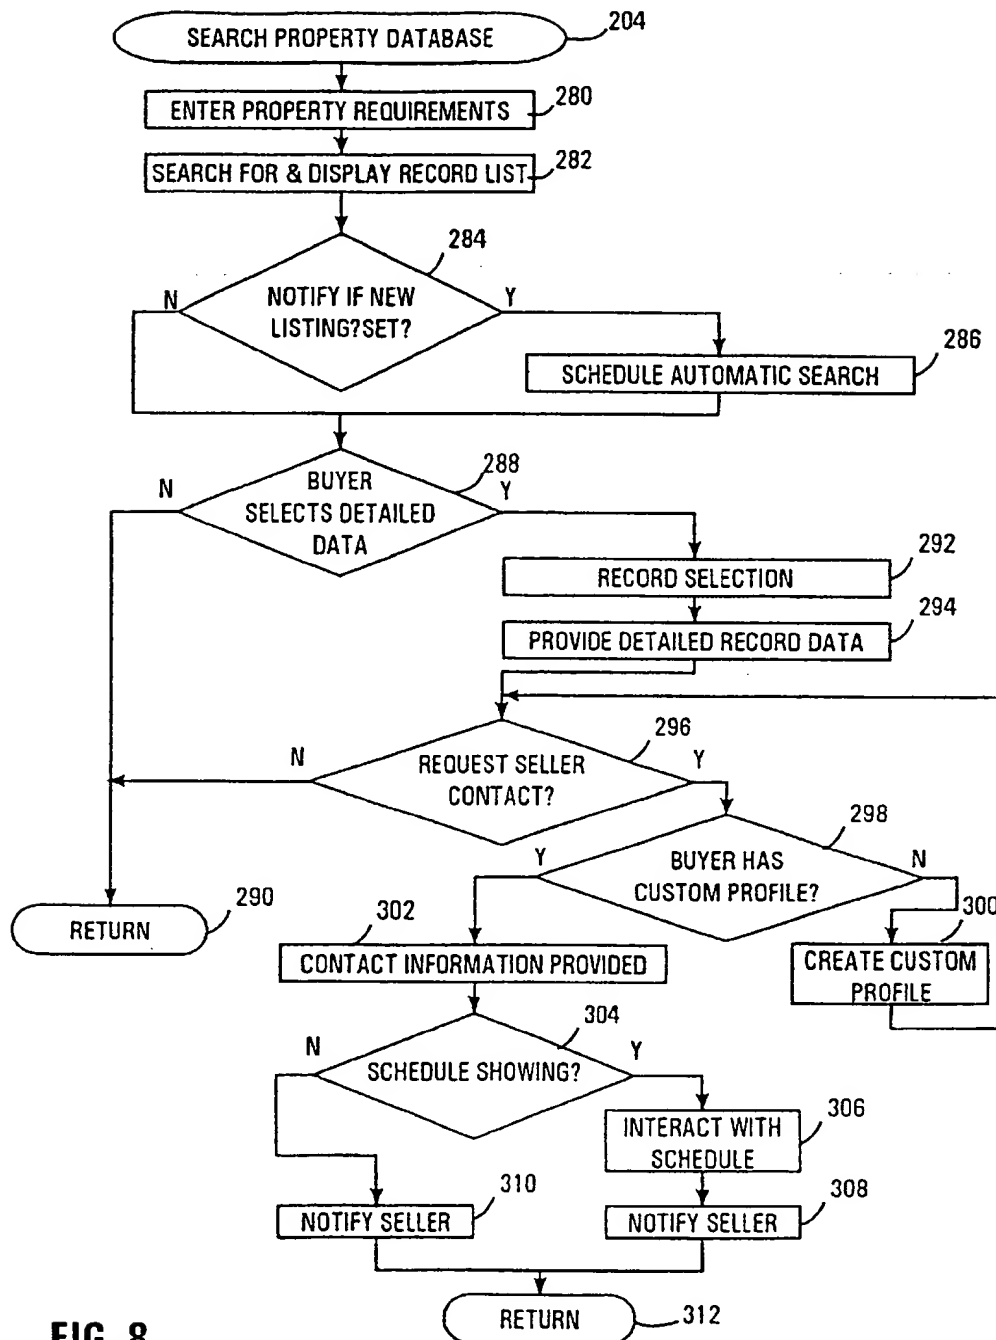 SEARCH PROPERTY DATABASE
204
ENTER PROPERTY REQUIREMENTS
280
SEARCH FOR & DISPLAY RECORD LIST
282
284
NOTIFY IF NEW
LISTING?SET?
N
Y
286
SCHEDULE AUTOMATIC SEARCH
288
BUYER
SELECTS DETAILED
DATA
N
Y
292
RECORD SELECTION
294
PROVIDE DETAILED RECORD DATA
296
REQUEST SELLER
CONTACT?
N
Y
298
BUYER HAS
CUSTOM PROFILE?
Y
N
290
RETURN
300
CREATE CUSTOM
PROFILE
302
CONTACT INFORMATION PROVIDED
304
SCHEDULE SHOWING?
N
Y
306
INTERACT WITH
SCHEDULE
310
NOTIFY SELLER
308
NOTIFY SELLER
RETURN
312
FIG. 8